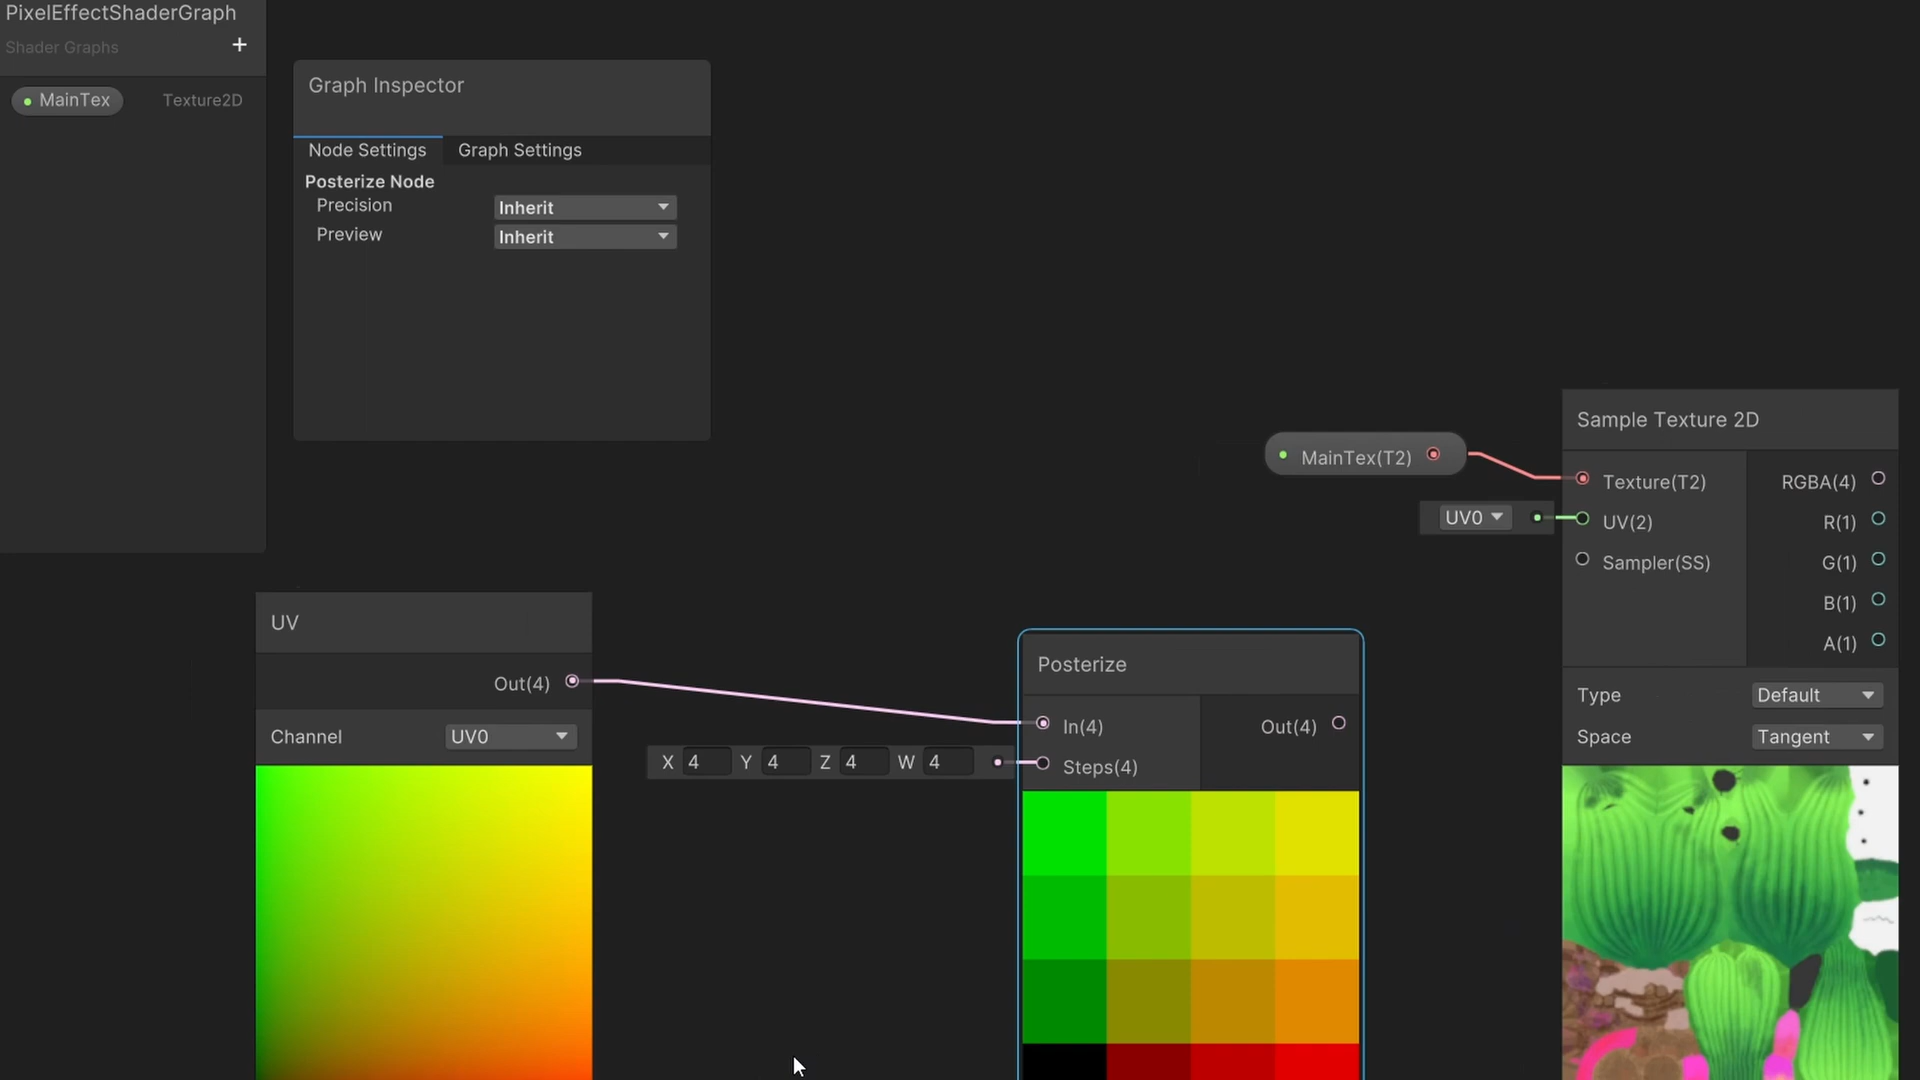 PixelEffectShaderGraph
Shader Graphs
+
MainTex Texture2D
Graph Inspector
Node Settings Graph Settings
Posterize Node
Precision Inherit
Preview Inherit
MainTex(T2)
UV0
Sample Texture 2D
Texture(T2) RGBA(4)
UV(2) R(1)
Sampler(SS) G(1)
B(1)
A(1)
Type Default
Space Tangent
UV
Out(4)
Channel UV0
X 4 Y 4 Z 4 W 4
Posterize
In(4) Out(4)
Steps(4)